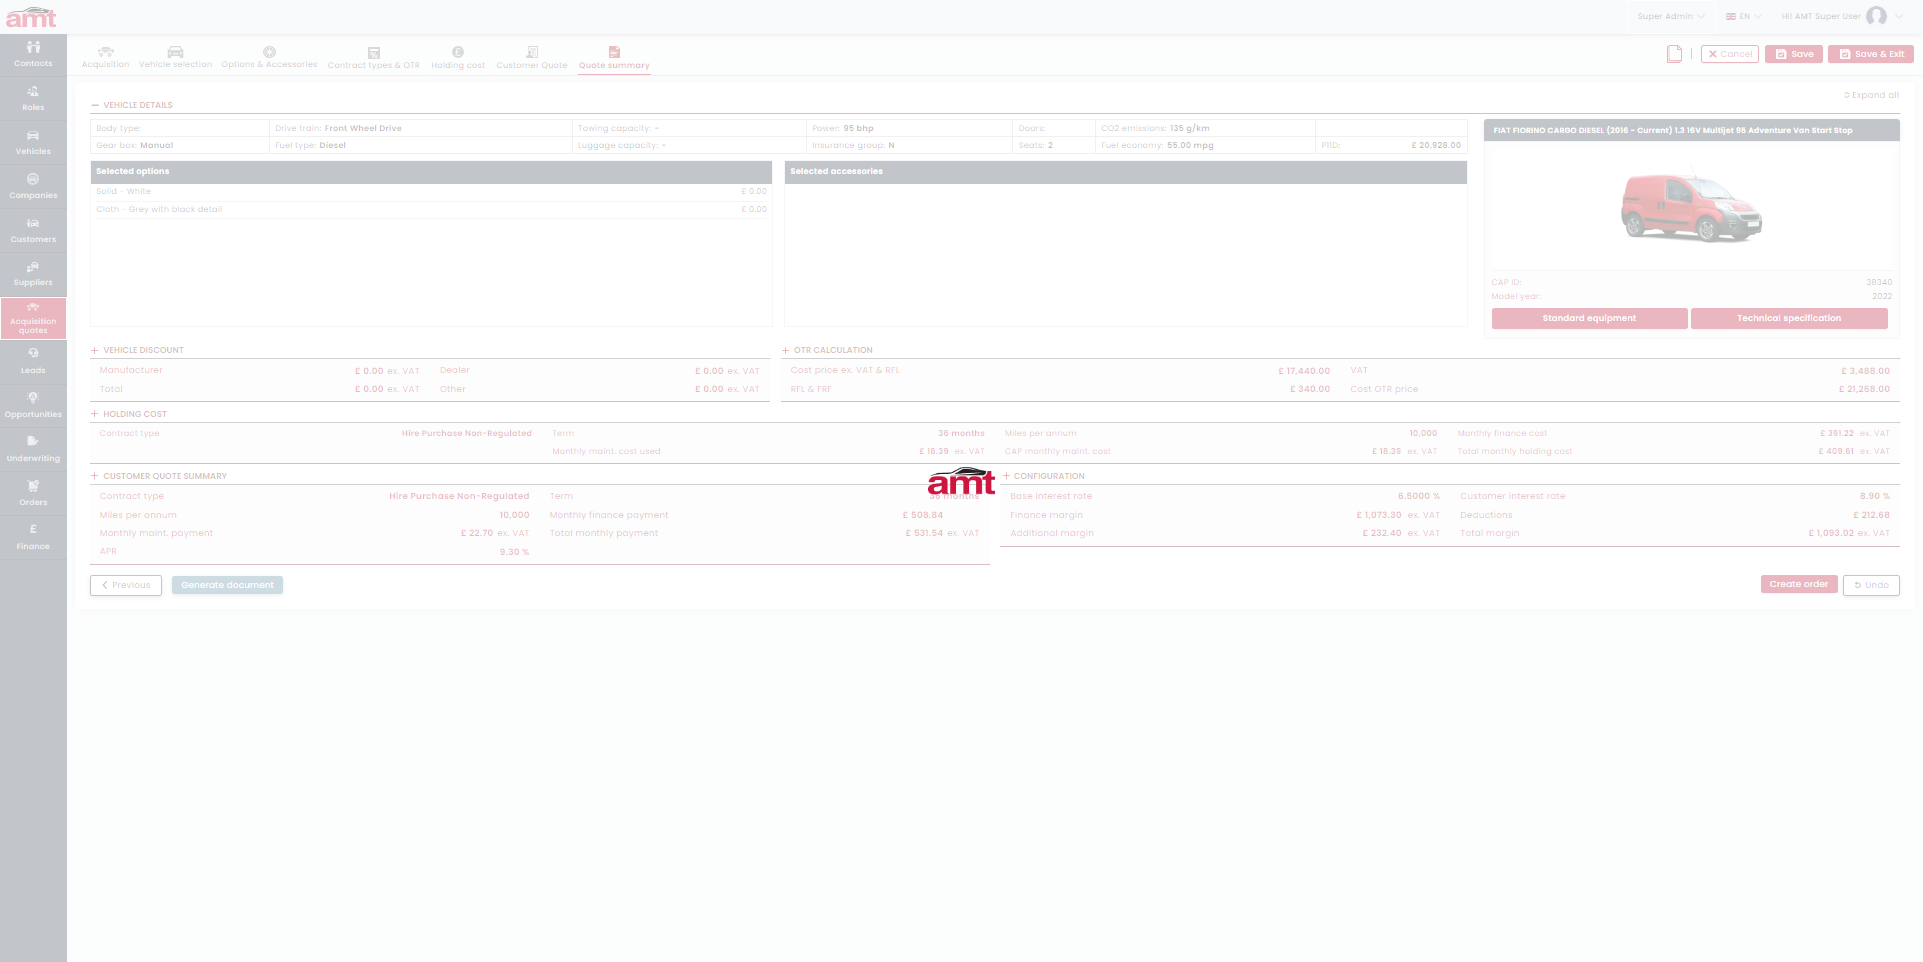 amt
Super Admin
EN
Hi! AMT Super User
Contacts
Roles
Vehicles
Companies
Customers
Suppliers
Acquisition
quotes
Leads
Opportunities
Underwriting
Orders
Finance
Acquisition
Vehicle selection
Options & Accessories
Contract types & OTR
Holding cost
Customer Quote
Quote summary
Cancel
Save
Save & Exit
Expand all
VEHICLE DETAILS
Body type: Drive train: Front Wheel Drive Towing capacity: - Power: 95 bhp Doors: CO2 emissions: 135 g/km
Gear box: Manual Fuel type: Diesel Luggage capacity: - Insurance group: N Seats: 2 Fuel economy: 55.00 mpg P11D: £ 20,928.00
Selected options
Solid - White £ 0.00
Cloth - Grey with black detail £ 0.00
Selected accessories
FIAT FIORINO CARGO DIESEL (2016 - Current) 1.3 16V Multijet 95 Adventure Van Start Stop
CAP ID: 38340
Model year: 2022
Standard equipment
Technical specification
VEHICLE DISCOUNT
Manufacturer £ 0.00 ex. VAT Dealer £ 0.00 ex. VAT
Total £ 0.00 ex. VAT Other £ 0.00 ex. VAT
OTR CALCULATION
Cost price ex. VAT & RFL £ 17,440.00 VAT £ 3,488.00
RFL & FRF £ 340.00 Cost OTR price £ 21,268.00
HOLDING COST
Contract type Hire Purchase Non-Regulated Term 36 months Miles per annum 10,000 Monthly finance cost £ 391.22 ex. VAT
Monthly maint. cost used £ 18.39 ex. VAT CAP monthly maint. cost £ 18.39 ex. VAT Total monthly holding cost £ 409.61 ex. VAT
amt
CUSTOMER QUOTE SUMMARY
Contract type Hire Purchase Non-Regulated Term 36 months
Miles per annum 10,000 Monthly finance payment £ 508.84
Monthly maint. payment £ 22.70 ex. VAT Total monthly payment £ 531.54 ex. VAT
APR 9.30 %
CONFIGURATION
Base interest rate 6.5000 % Customer interest rate 8.90 %
Finance margin £ 1,073.30 ex. VAT Deductions £ 212.68
Additional margin £ 232.40 ex. VAT Total margin £ 1,093.02 ex. VAT
Previous
Generate document
Create order
Undo